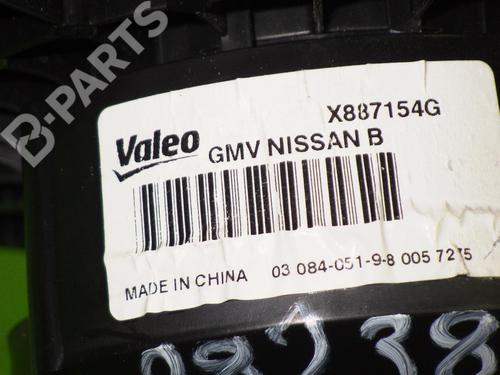 B-PARTS
X887154G
Valeo GMV NISSAN B
MADE IN CHINA 03 084-051-9-8 005 7275